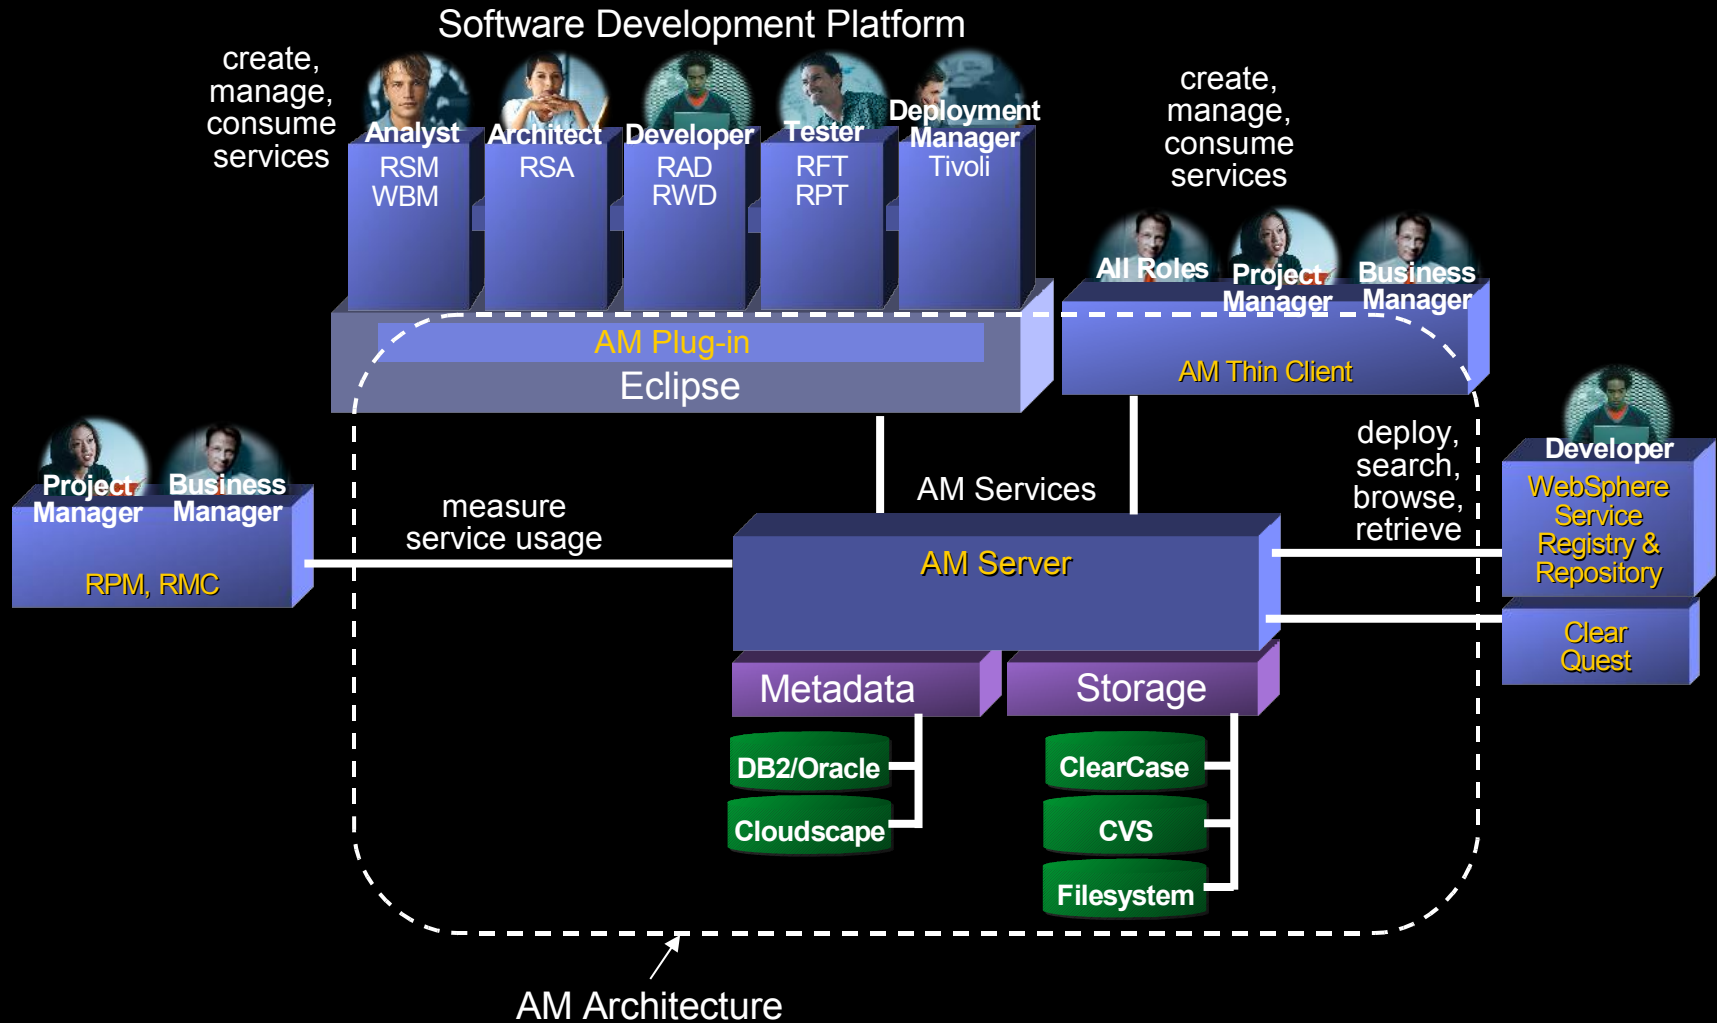 Software Development Platform
create,
manage,
consume
services
Analyst
RSM
WBM
Architect
RSA
Developer
RAD
RWD
Tester
RFT
RPT
Deployment
Manager
Tivoli
create,
manage,
consume
services
All Roles
Project
Manager
Business
Manager
AM Plug-in
Eclipse
AM Thin Client
Project
Manager
Business
Manager
RPM, RMC
measure
service usage
AM Services
deploy,
search,
browse,
retrieve
Developer
WebSphere
Service
Registry &
Repository
Clear
Quest
AM Server
Metadata
Storage
DB2/Oracle
Cloudscape
ClearCase
CVS
Filesystem
AM Architecture